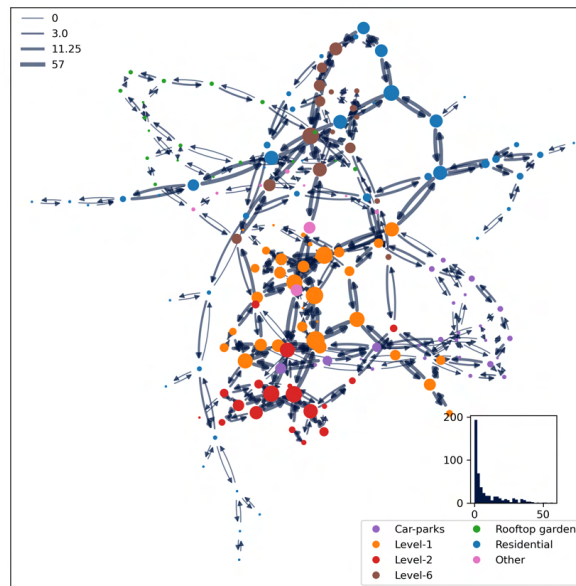 0
3.0
11.25
57
200
100
0
0
50
Car-parks
Level-1
Level-2
Level-6
Rooftop garden
Residential
Other